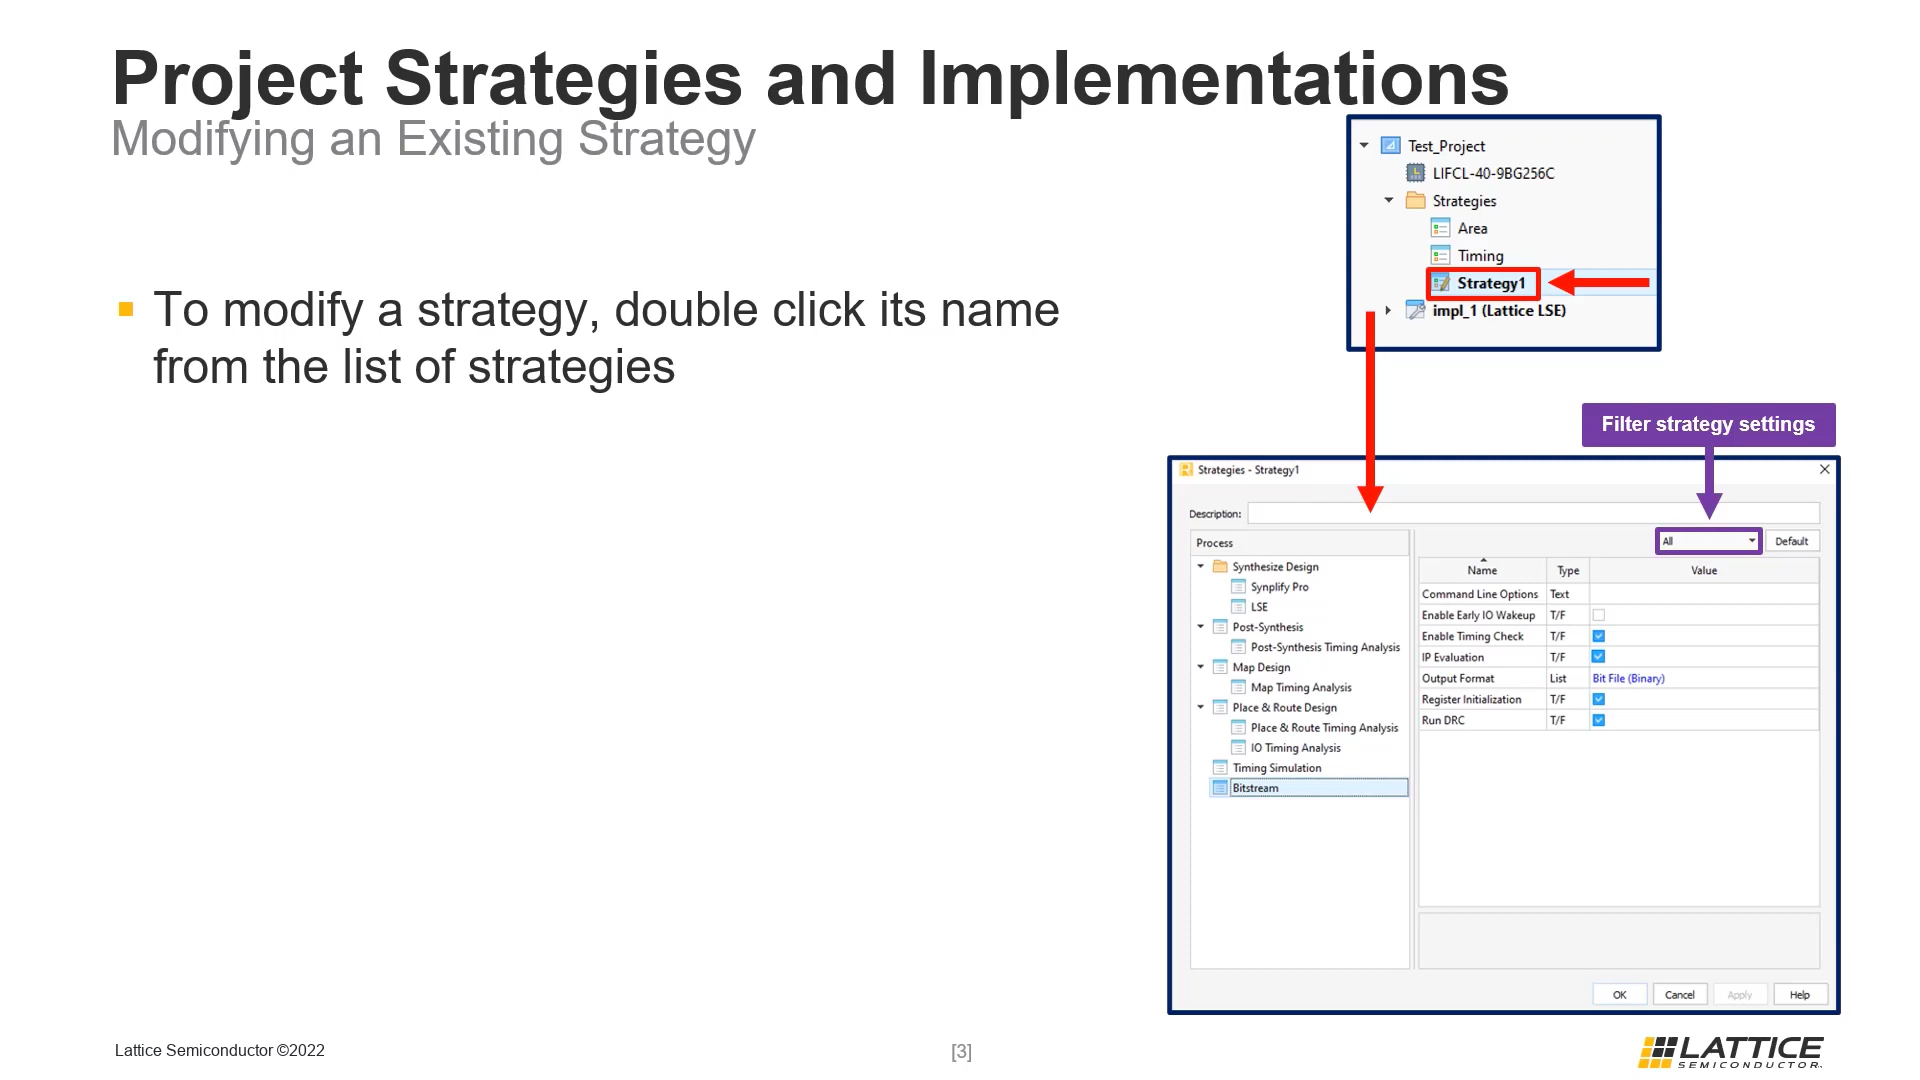 Project Strategies and Implementations
Modifying an Existing Strategy
To modify a strategy, double click its name
from the list of strategies
Test_Project
LIFCL-40-9BG256C
Strategies
Area
Timing
Strategy1
impl_1 (Lattice LSE)
Filter strategy settings
Strategies - Strategy1
Description:
Process
Synthesize Design
Synplify Pro
LSE
Post-Synthesis
Post-Synthesis Timing Analysis
Map Design
Map Timing Analysis
Place & Route Design
Place & Route Timing Analysis
IO Timing Analysis
Timing Simulation
Bitstream
All Default
Name Type Value
Command Line Options Text
Enable Early IO Wakeup T/F
Enable Timing Check T/F
IP Evaluation T/F
Output Format List Bit File (Binary)
Register Initialization T/F
Run DRC T/F
OK Cancel Apply Help
Lattice Semiconductor ©2022
[3]
LATTICE
SEMICONDUCTOR